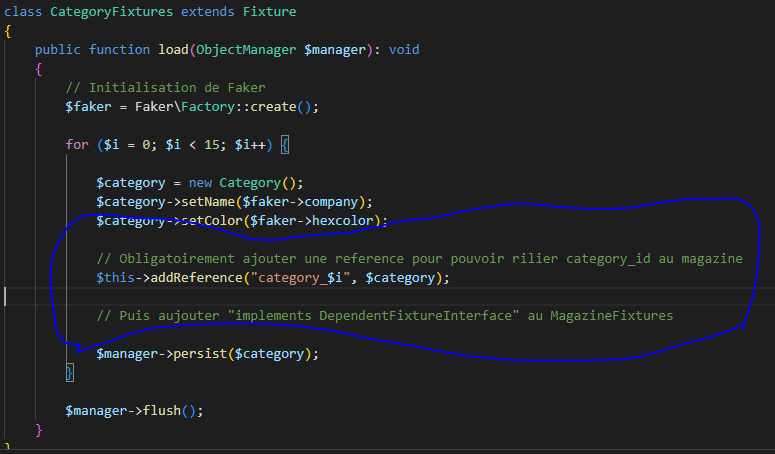 class CategoryFixtures extends Fixture
{
public function load(ObjectManager $manager): void
{
// Initialisation de Faker
$faker = Faker\Factory::create();
for ($i = 0; $i < 15; $i++) {
$category = new Category();
$category->setName($faker->company);
$category->setColor($faker->hexcolor);
// Obligatoirement ajouter une reference pour pouvoir rilier category_id au magazine
$this->addReference("category_$i", $category);
// Puis aujouter "implements DependentFixtureInterface" au MagazineFixtures
$manager->persist($category);
}
$manager->flush();
}
}